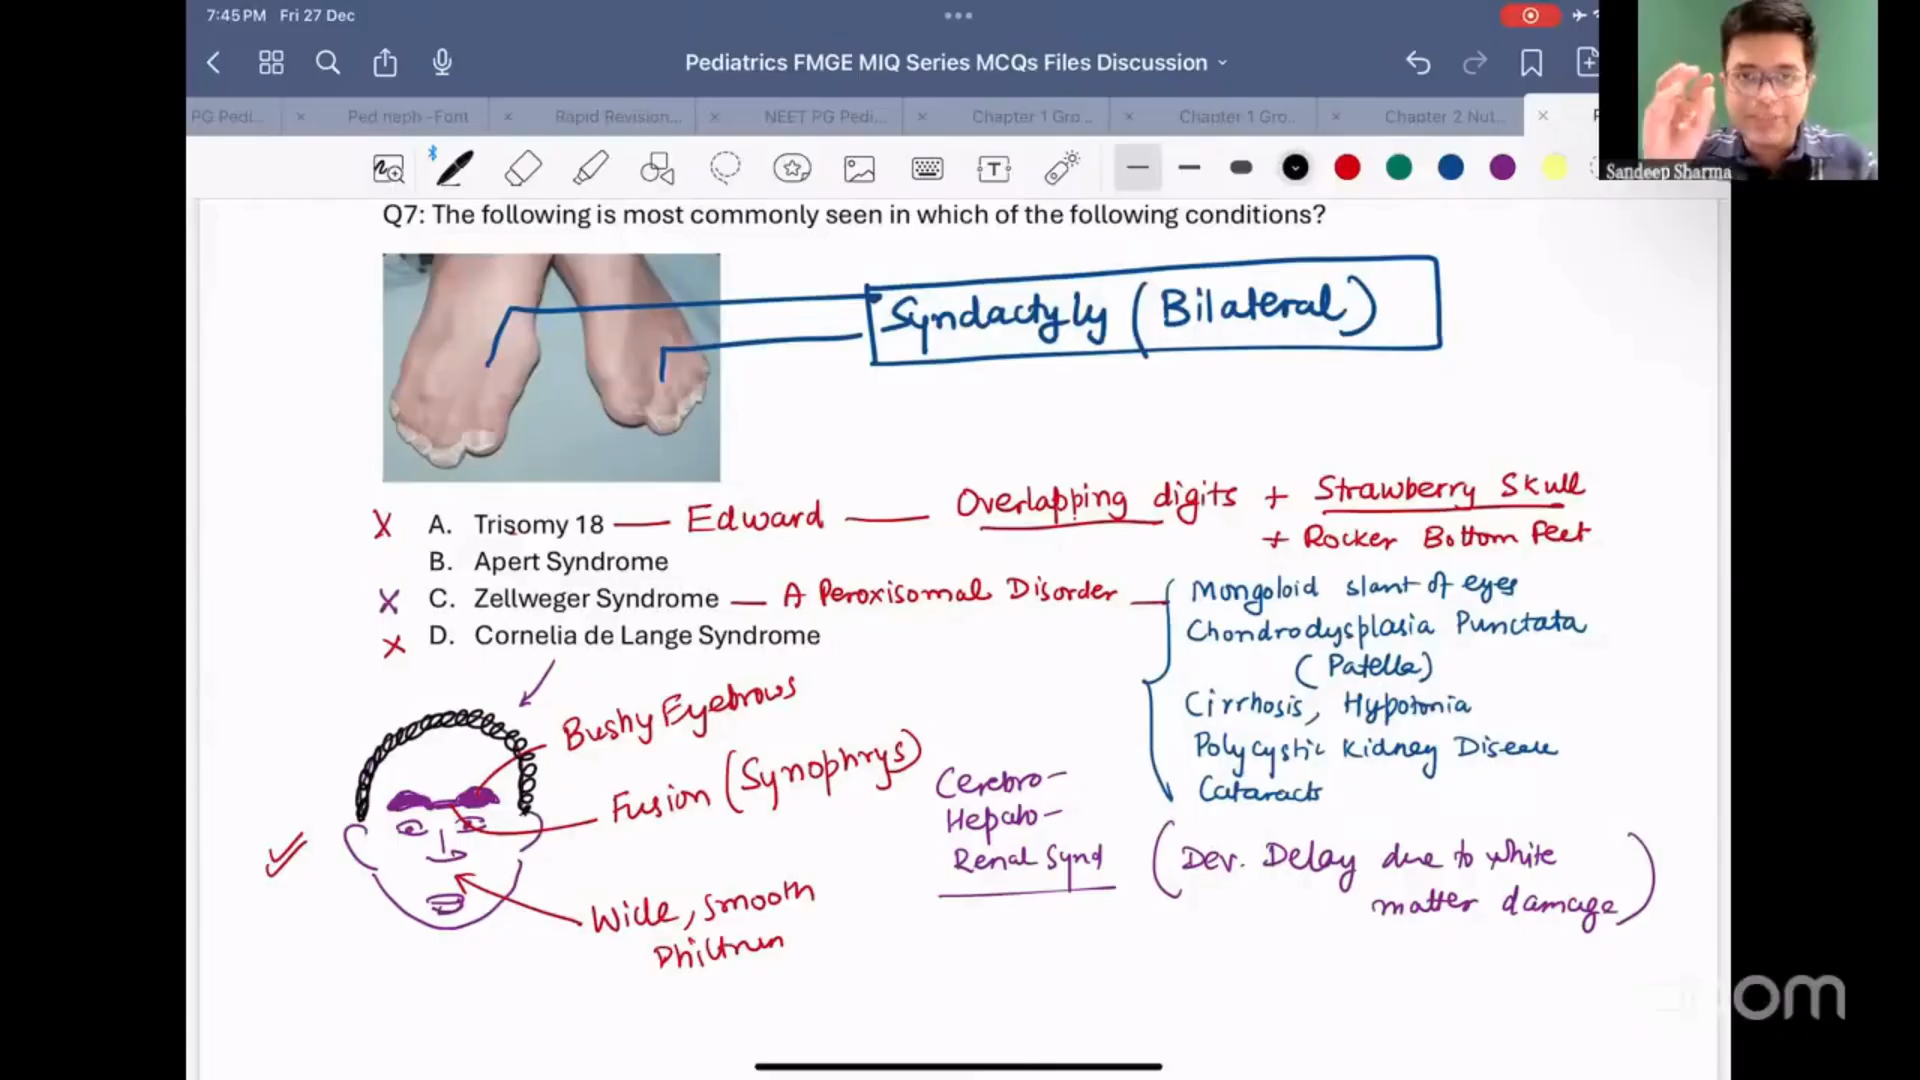 7:45 PM Fri 27 Dec
Pediatrics FMGE MIQ Series MCQs Files Discussion
PG Pedi... Ped neph -Font Rapid Revision... NEET PG Pedi... Chapter 1 Gro... Chapter 1 Gro... Chapter 2 Nut...
Sandeep Sharma
Q7: The following is most commonly seen in which of the following conditions?
Syndactyly (Bilateral)
X A. Trisomy 18 — Edward — Overlapping digits + Strawberry Skull
+ Rocker Bottom feet
B. Apert Syndrome
X C. Zellweger Syndrome — A Peroxisomal Disorder —
X D. Cornelia de Lange Syndrome
Mongoloid slant of eyes
Chondrodysplasia Punctata
(Patella)
Cirrhosis, Hypotonia
Polycystic Kidney Disease
Cataracts
Bushy Eyebrows
Fusion (Synophrys)
Wide, smooth
Philtrum
Cerebro-
Hepato-
Renal Synd
(Dev. Delay due to white
matter damage)